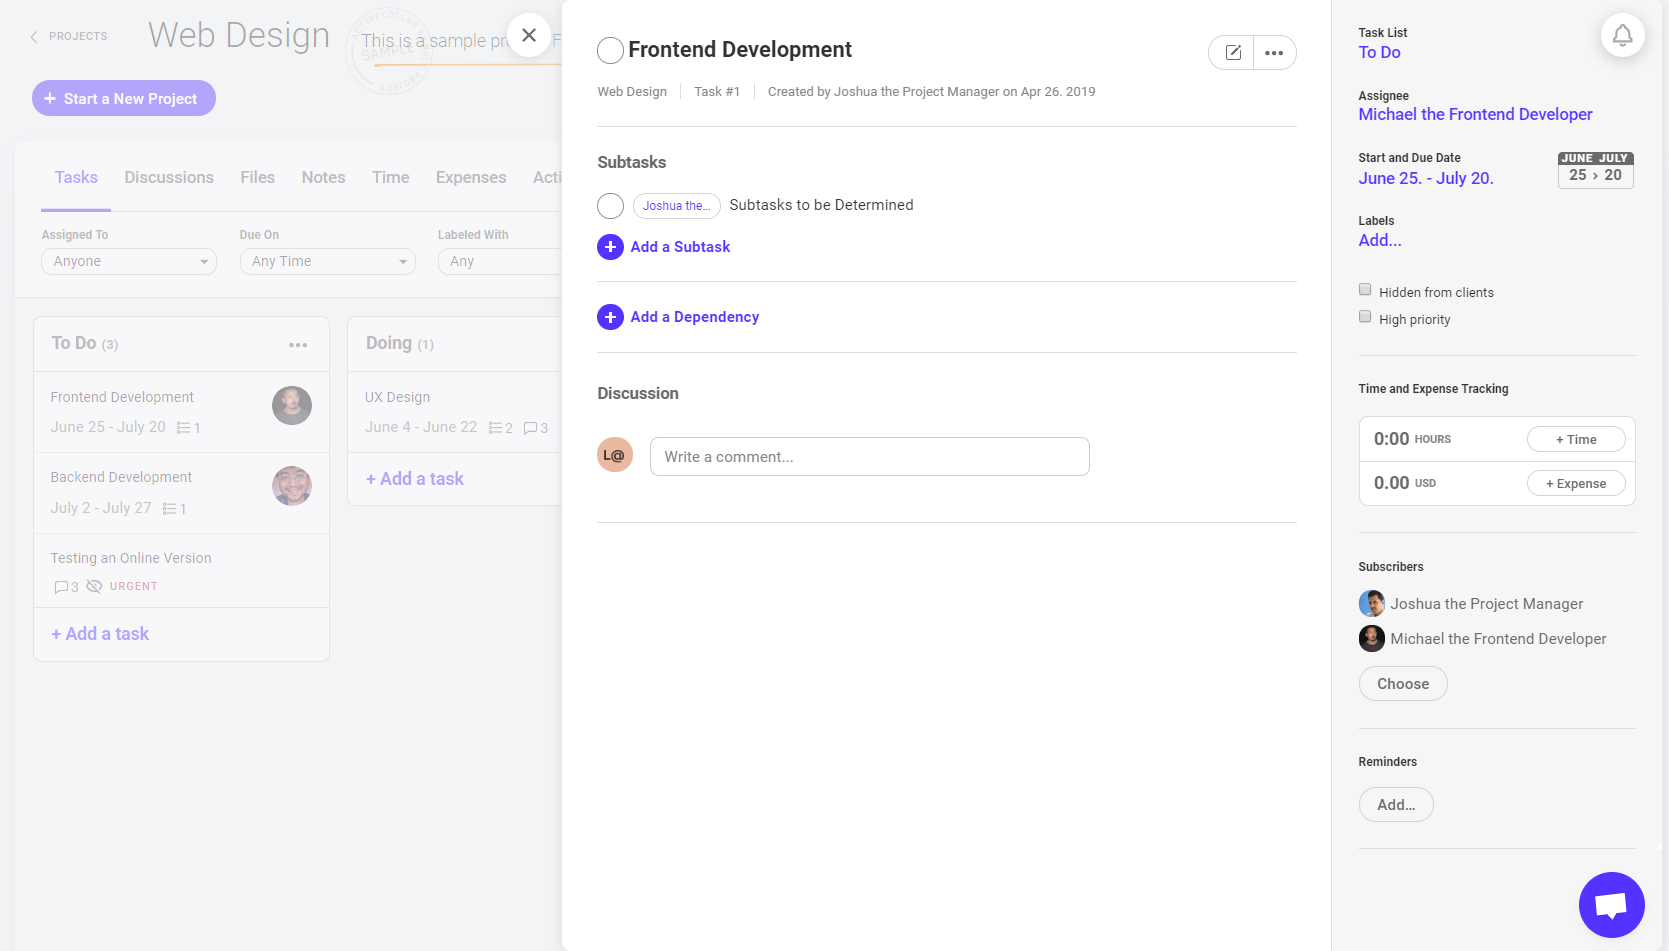 PROJECTS
Web Design
This is a sample pro
F
ACTIVECOLLAB
SAMPLE
PROJECT
+ Start a New Project
Tasks Discussions Files Notes Time Expenses Acti
Assigned To Due On Labeled With
Anyone Any Time Any
To Do (3)
Frontend Development
June 25 - July 20 1
Backend Development
July 2 - July 27 1
Testing an Online Version
3 URGENT
+ Add a task
Doing (1)
UX Design
June 4 - June 22 2 3
+ Add a task
Frontend Development
Web Design Task #1 Created by Joshua the Project Manager on Apr 26. 2019
Subtasks
Joshua the... Subtasks to be Determined
Add a Subtask
Add a Dependency
Discussion
L@ Write a comment...
Task List
To Do
Assignee
Michael the Frontend Developer
Start and Due Date
June 25. - July 20.
JUNE JULY
25 › 20
Labels
Add...
Hidden from clients
High priority
Time and Expense Tracking
0:00 HOURS + Time
0.00 USD + Expense
Subscribers
Joshua the Project Manager
Michael the Frontend Developer
Choose
Reminders
Add...